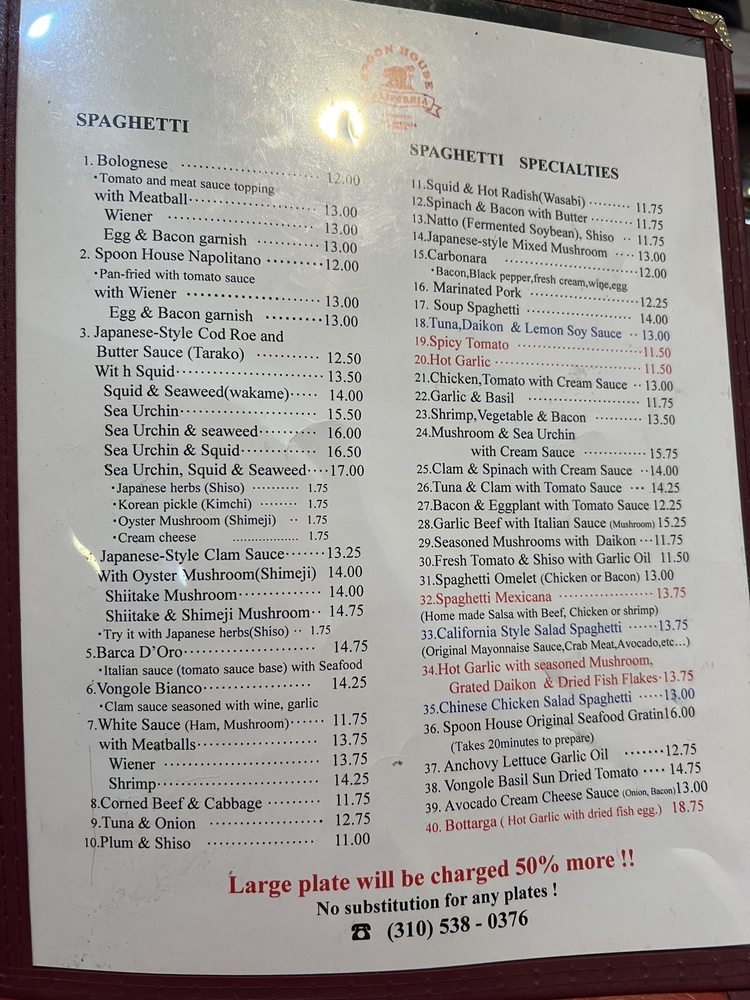 SPOON HOUSE
CALIFORNIA
SPAGHETTI
1. Bolognese ........................ 12.00
·Tomato and meat sauce topping
with Meatball................... 13.00
Wiener ..................... 13.00
Egg & Bacon garnish ......... 13.00
2. Spoon House Napolitano ..........12.00
·Pan-fried with tomato sauce
with Wiener .................... 13.00
Egg & Bacon garnish .........13.00
3. Japanese-Style Cod Roe and
Butter Sauce (Tarako) ........... 12.50
Wit h Squid...................... 13.50
Squid & Seaweed(wakame)..... 14.00
Sea Urchin..................... 15.50
Sea Urchin & seaweed.......... 16.00
Sea Urchin & Squid............ 16.50
Sea Urchin, Squid & Seaweed....17.00
·Japanese herbs (Shiso) .......... 1.75
·Korean pickle (Kimchi) ........ 1.75
·Oyster Mushroom (Shimeji) .. 1.75
·Cream cheese .................. 1.75
Japanese-Style Clam Sauce.......13.25
With Oyster Mushroom(Shimeji) 14.00
Shiitake Mushroom.............. 14.00
Shiitake & Shimeji Mushroom.. 14.75
·Try it with Japanese herbs(Shiso) .. 1.75
5.Barca D'Oro..................... 14.75
·Italian sauce (tomato sauce base) with Seafood
6.Vongole Bianco.................. 14.25
·Clam sauce seasoned with wine, garlic
7.White Sauce (Ham, Mushroom)...... 11.75
with Meatballs.................... 13.75
Wiener ........................ 13.75
Shrimp......................... 14.25
8.Corned Beef & Cabbage ......... 11.75
9.Tuna & Onion .................. 12.75
10.Plum & Shiso .................. 11.00
SPAGHETTI SPECIALTIES
11.Squid & Hot Radish(Wasabi) ......... 11.75
12.Spinach & Bacon with Butter ......... 11.75
13.Natto (Fermented Soybean), Shiso .. 11.75
14.Japanese-style Mixed Mushroom .... 13.00
15.Carbonara .........................12.00
·Bacon,Black pepper,fresh cream,wine,egg
16. Marinated Pork ....................12.25
17. Soup Spaghetti ................... 14.00
18.Tuna,Daikon & Lemon Soy Sauce .. 13.00
19.Spicy Tomato .......................11.50
20.Hot Garlic ......................... 11.50
21.Chicken,Tomato with Cream Sauce .. 13.00
22.Garlic & Basil ..................... 11.75
23.Shrimp,Vegetable & Bacon .......... 13.50
24.Mushroom & Sea Urchin
with Cream Sauce ............. 15.75
25.Clam & Spinach with Cream Sauce ..14.00
26.Tuna & Clam with Tomato Sauce ... 14.25
27.Bacon & Eggplant with Tomato Sauce 12.25
28.Garlic Beef with Italian Sauce (Mushroom) 15.25
29.Seasoned Mushrooms with Daikon ...11.75
30.Fresh Tomato & Shiso with Garlic Oil 11.50
31.Spaghetti Omelet (Chicken or Bacon) 13.00
32.Spaghetti Mexicana ................... 13.75
(Home made Salsa with Beef, Chicken or shrimp)
33.California Style Salad Spaghetti ......13.75
(Original Mayonnaise Sauce,Crab Meat,Avocado,etc...)
34.Hot Garlic with seasoned Mushroom,
Grated Daikon & Dried Fish Flakes·13.75
35.Chinese Chicken Salad Spaghetti .....13.00
36. Spoon House Original Seafood Gratin16.00
(Takes 20minutes to prepare)
37. Anchovy Lettuce Garlic Oil .......12.75
38. Vongole Basil Sun Dried Tomato .... 14.75
39. Avocado Cream Cheese Sauce (Onion, Bacon)13.00
40. Bottarga ( Hot Garlic with dried fish egg.) 18.75
Large plate will be charged 50% more !!
No substitution for any plates !
☎ (310) 538 - 0376